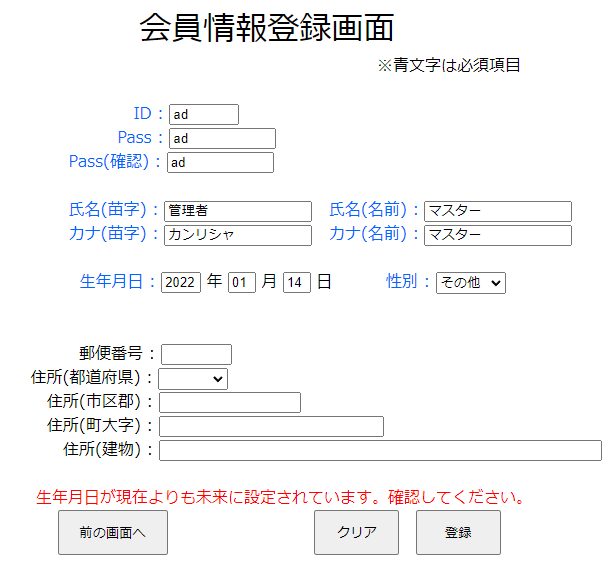 会員情報登録画面
※青文字は必須項目
ID : ad
Pass : ad
Pass(確認) : ad
氏名(苗字) : 管理者 氏名(名前) : マスター
カナ(苗字) : カンリシャ カナ(名前) : マスター
生年月日 : 2022 年 01 月 14 日 性別 : その他
郵便番号 :
住所(都道府県) :
住所(市区郡) :
住所(町大字) :
住所(建物) :
生年月日が現在よりも未来に設定されています。確認してください。
前の画面へ クリア 登録